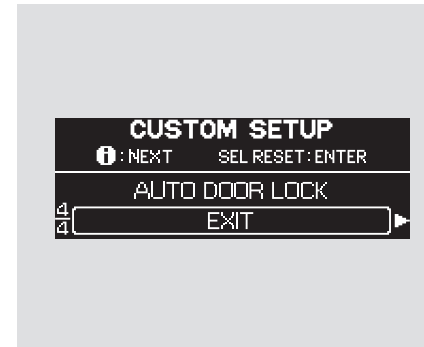 CUSTOM SETUP
i : NEXT SEL RESET : ENTER
AUTO DOOR LOCK
4/4 EXIT